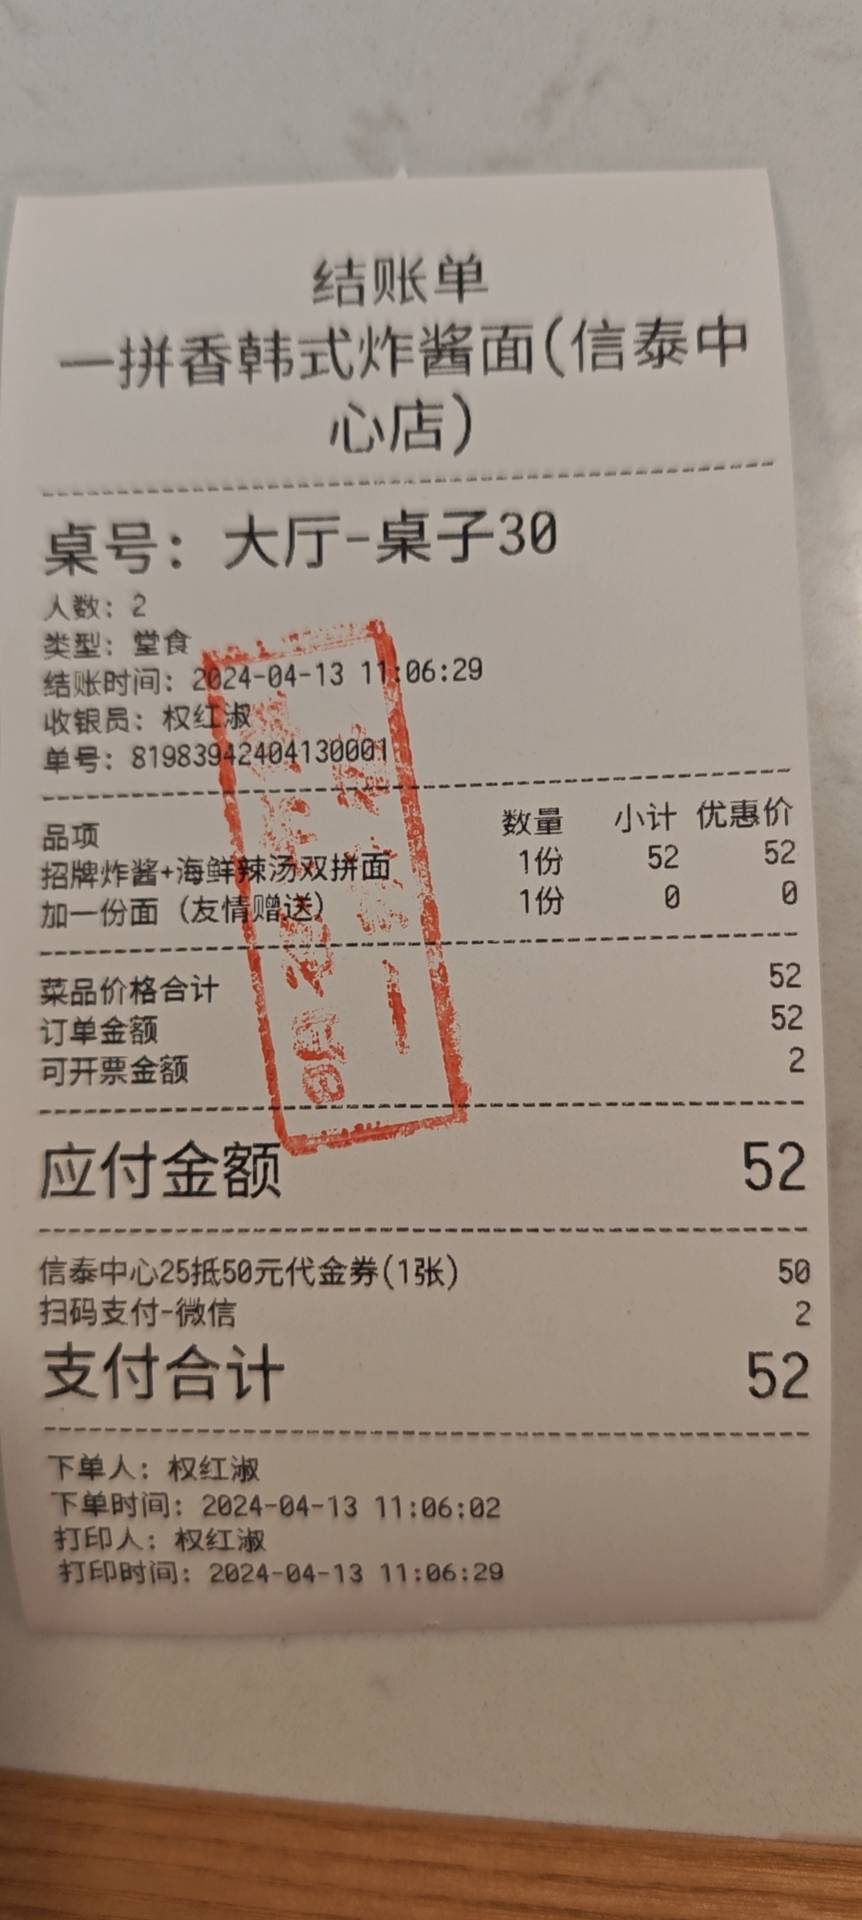 结账单
一拼香韩式炸酱面(信泰中
心店)
桌号: 大厅-桌子30
人数: 2
类型: 堂食
结账时间: 2024-04-13 11:06:29
收银员: 权红淑
单号: 81983942404130001
品项 数量 小计 优惠价
招牌炸酱+海鲜辣汤双拼面 1份 52 52
加一份面 (友情赠送) 1份 0 0
菜品价格合计 52
订单金额 52
可开票金额 2
应付金额 52
信泰中心25抵50元代金券(1张) 50
扫码支付-微信 2
支付合计 52
下单人: 权红淑
下单时间: 2024-04-13 11:06:02
打印人: 权红淑
打印时间: 2024-04-13 11:06:29